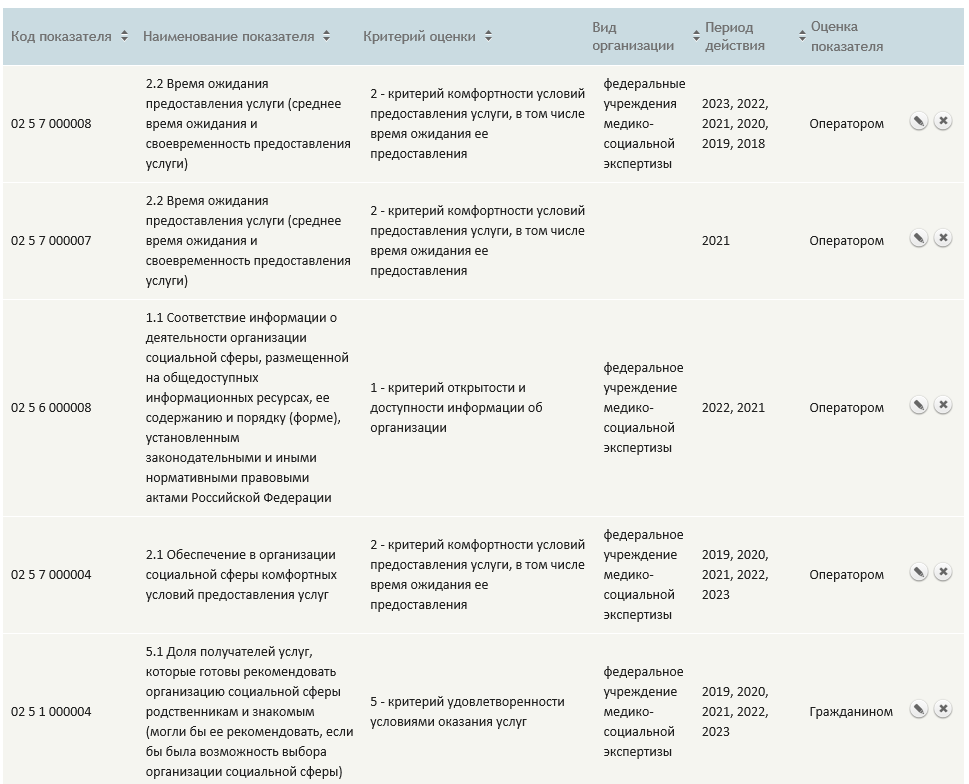 Код показателя
Наименование показателя
Критерий оценки
Вид
организации
Период
действия
Оценка
показателя
02 5 7 000008
2.2 Время ожидания
предоставления услуги (среднее
время ожидания и
своевременность предоставления
услуги)
2 - критерий комфортности условий
предоставления услуги, в том числе
время ожидания ее
предоставления
федеральные
учреждения
медико-
социальной
экспертизы
2023, 2022,
2021, 2020,
2019, 2018
Оператором
02 5 7 000007
2.2 Время ожидания
предоставления услуги (среднее
время ожидания и
своевременность предоставления
услуги)
2 - критерий комфортности условий
предоставления услуги, в том числе
время ожидания ее
предоставления
2021
Оператором
02 5 6 000008
1.1 Соответствие информации о
деятельности организации
социальной сферы, размещенной
на общедоступных
информационных ресурсах, ее
содержанию и порядку (форме),
установленным
законодательными и иными
нормативными правовыми
актами Российской Федерации
1 - критерий открытости и
доступности информации об
организации
федеральное
учреждение
медико-
социальной
экспертизы
2022, 2021
Оператором
02 5 7 000004
2.1 Обеспечение в организации
социальной сферы комфортных
условий предоставления услуг
2 - критерий комфортности условий
предоставления услуги, в том числе
время ожидания ее
предоставления
федеральное
учреждение
медико-
социальной
экспертизы
2019, 2020,
2021, 2022,
2023
Оператором
02 5 1 000004
5.1 Доля получателей услуг,
которые готовы рекомендовать
организацию социальной сферы
родственникам и знакомым
(могли бы ее рекомендовать, если
бы была возможность выбора
организации социальной сферы)
5 - критерий удовлетворенности
условиями оказания услуг
федеральное
учреждение
медико-
социальной
экспертизы
2019, 2020,
2021, 2022,
2023
Гражданином